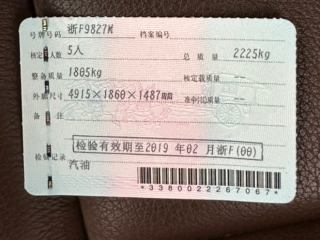 号牌号码 浙F9827M 档案编号
核定人数 5人 总质量 2225kg
整备质量 1805kg 核定载质量 --
外廓尺寸 4915×1860×1487mm 准牵引总质量 --
备注
检验有效期至2019 年02 月浙F(00)
检验记录
汽油
*3380022267067*